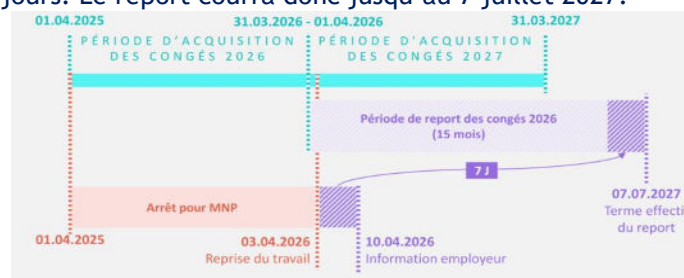 jours. Le report courra donc jusqu'au 7 juillet 2027.
01.04.2025 31.03.2026 - 01.04.2026 31.03.2027
PÉRIODE D'ACQUISITION PÉRIODE D'ACQUISITION
DES CONGÉS 2026 DES CONGÉS 2027
Période de report des congés 2026
(15 mois)
7 J
Arrêt pour MNP
07.07.2027
Terme effecti
du report
01.04.2025 03.04.2026 10.04.2026
Reprise du travail Information employeur